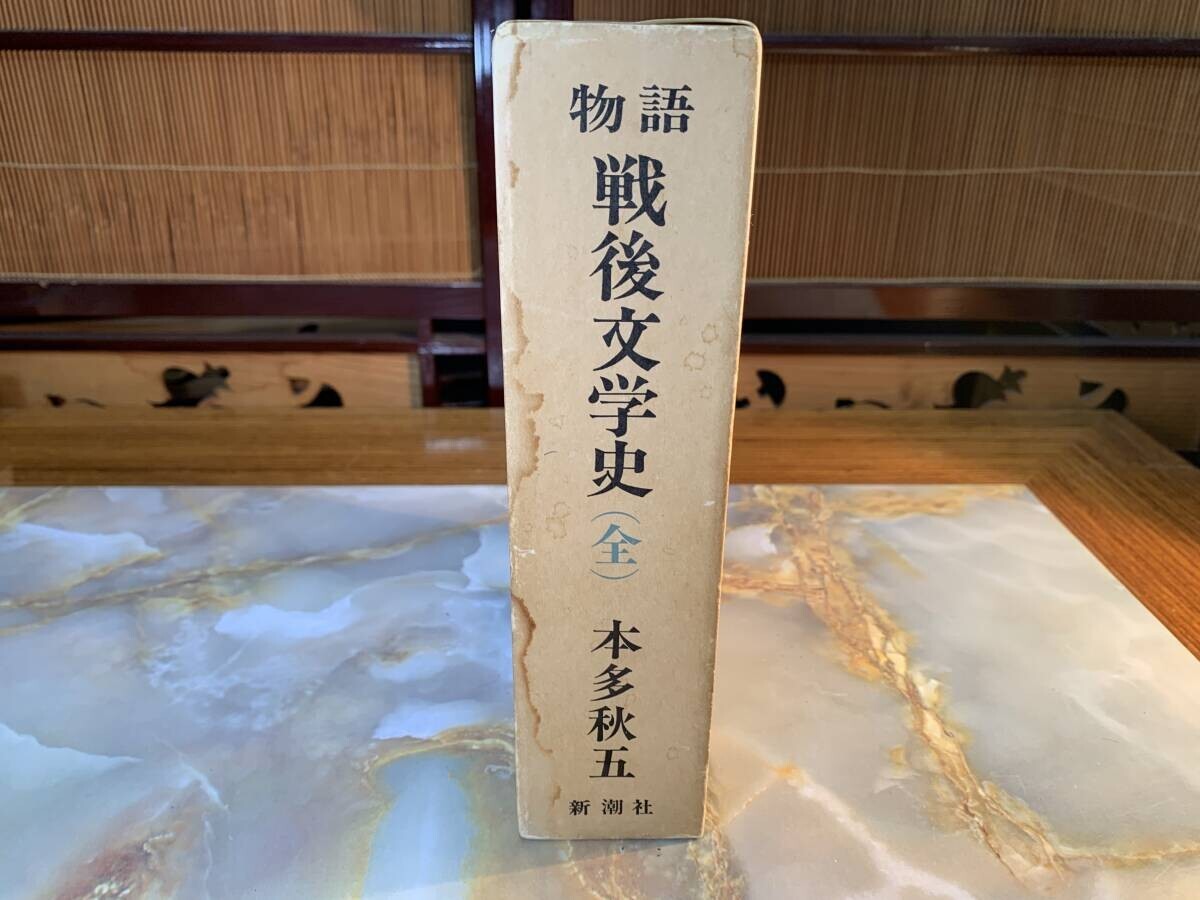 物語
戦後文学史
（全）
本多秋五
新潮社